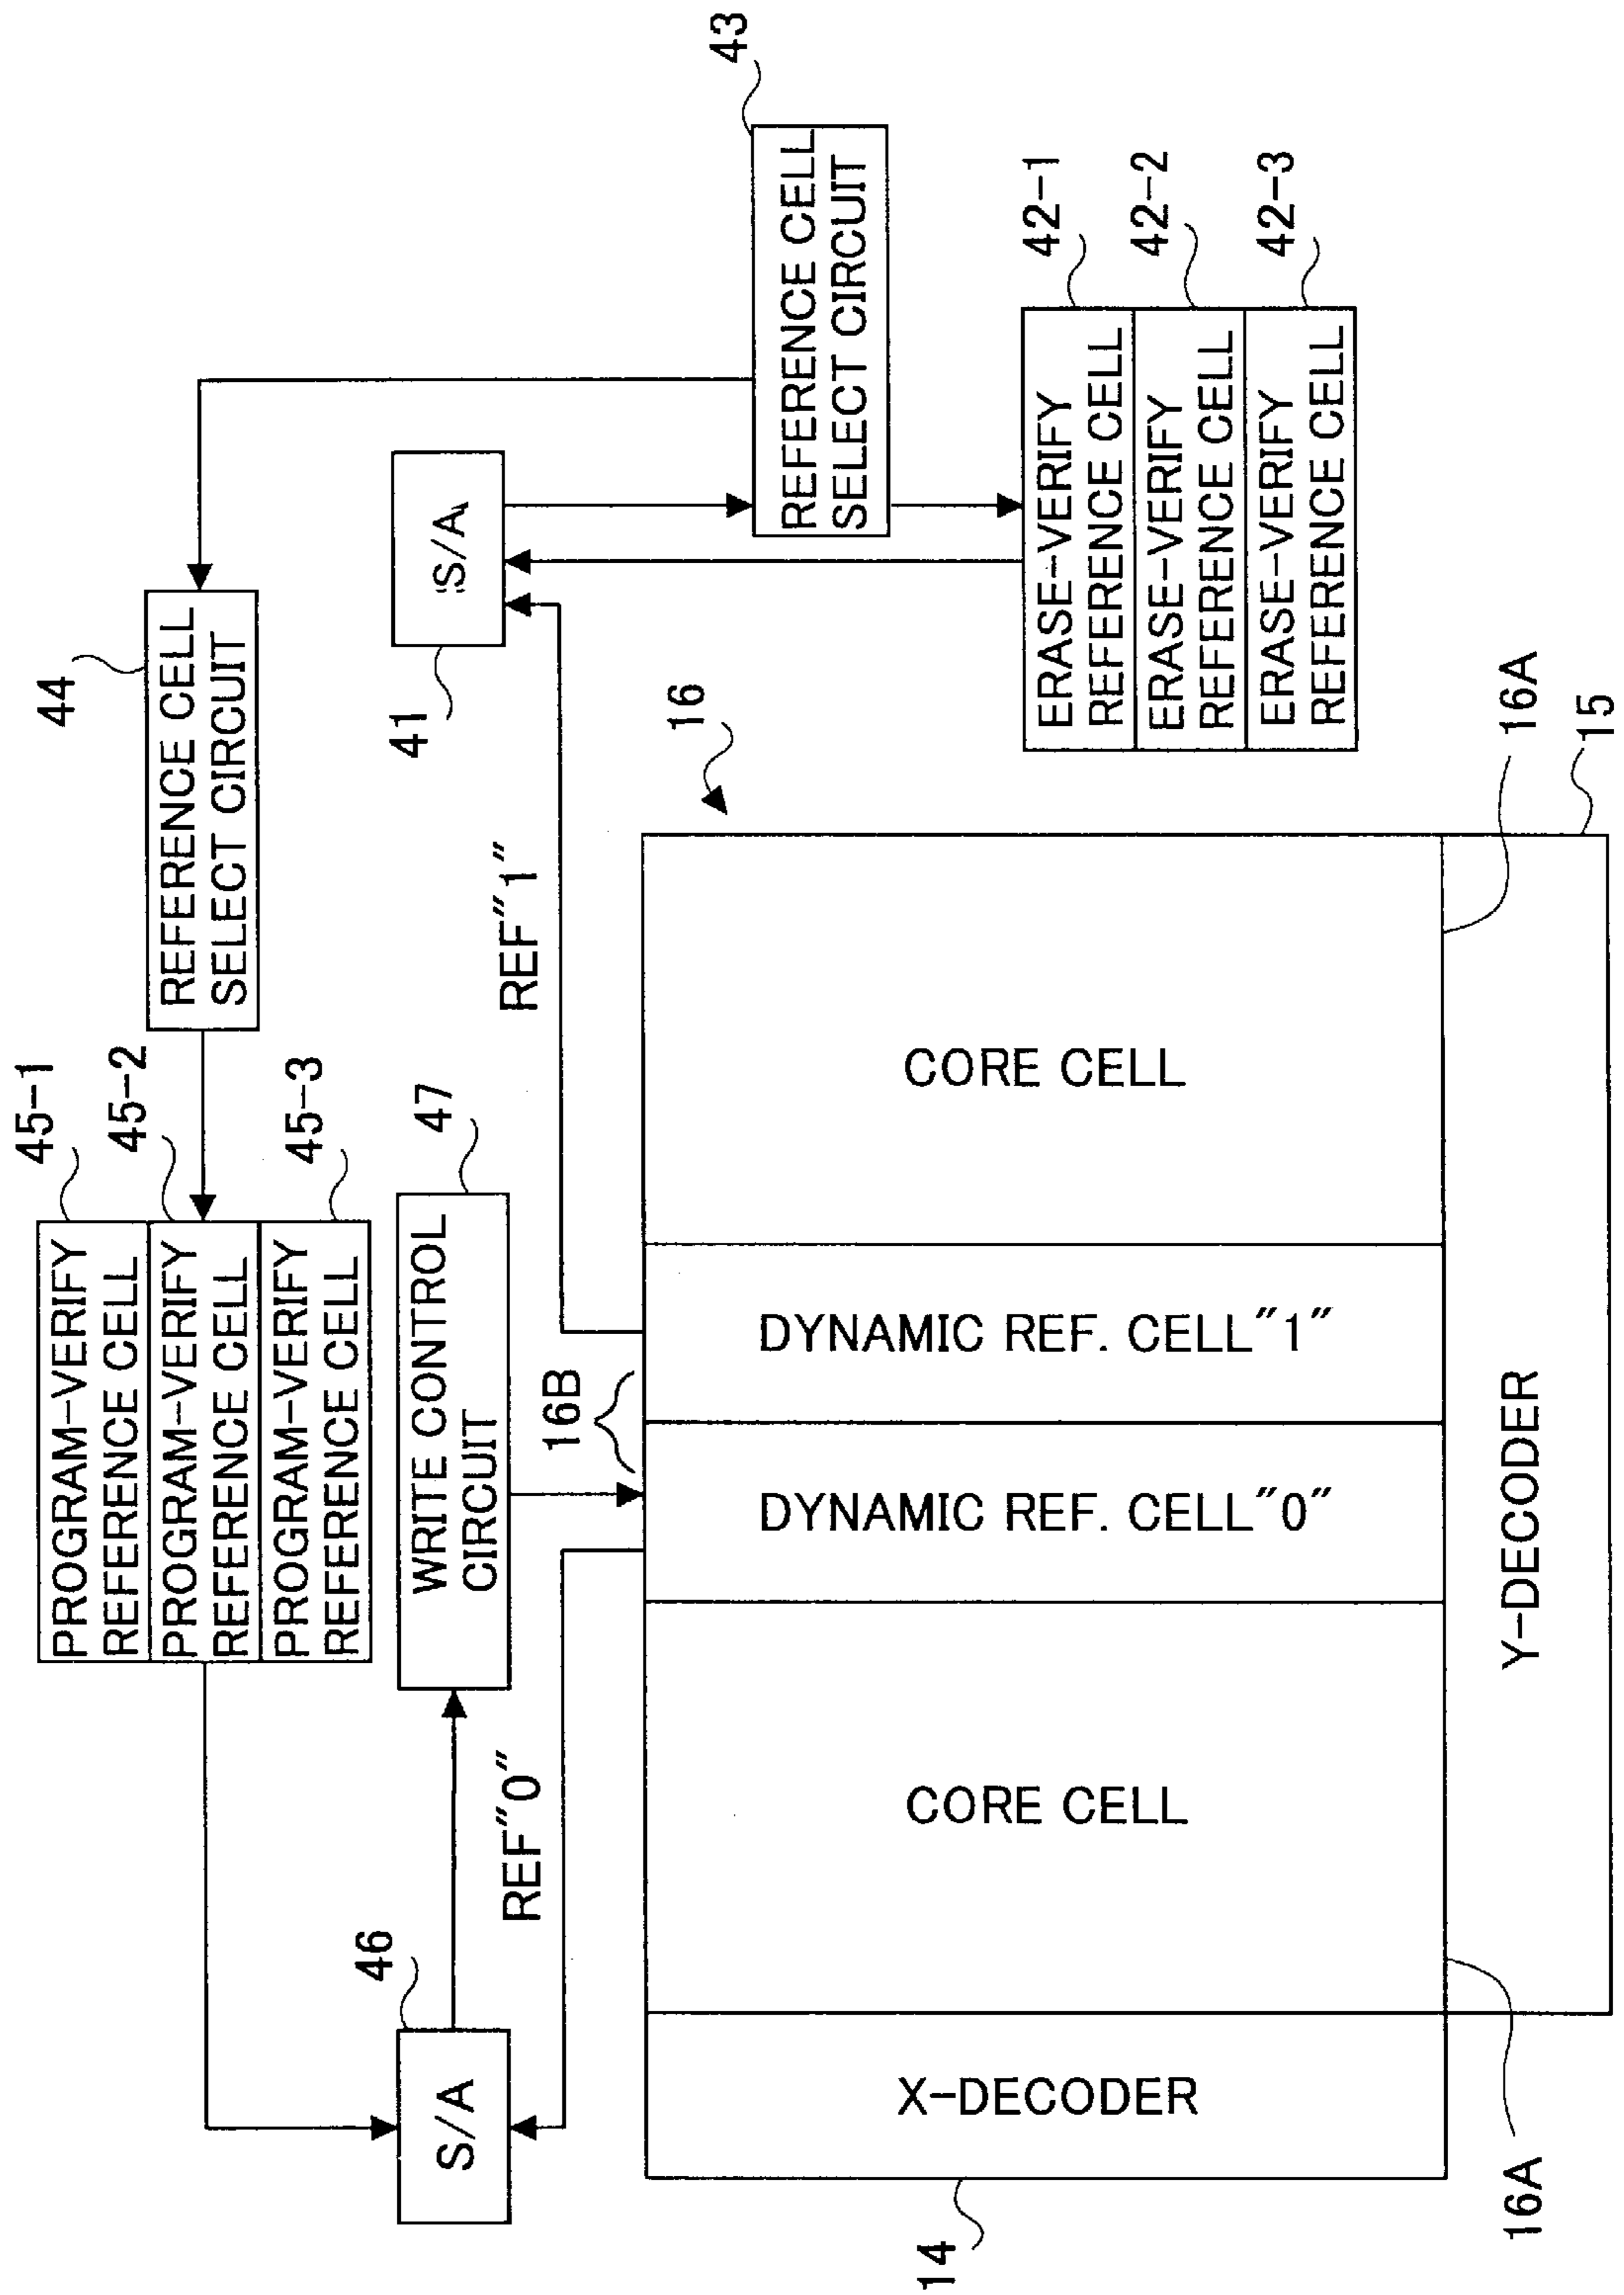 45-1
45-2
45-3
PROGRAM-VERIFY
REFERENCE CELL
PROGRAM-VERIFY
REFERENCE CELL
PROGRAM-VERIFY
REFERENCE CELL
44
REFERENCE CELL
SELECT CIRCUIT
43
REFERENCE CELL
SELECT CIRCUIT
46
S/A
47
WRITE CONTROL
CIRCUIT
41
S/A
REF"0"
REF"1"
16B
16
42-1
42-2
42-3
ERASE-VERIFY
REFERENCE CELL
ERASE-VERIFY
REFERENCE CELL
ERASE-VERIFY
REFERENCE CELL
X-DECODER
CORE CELL
DYNAMIC REF. CELL"0"
DYNAMIC REF. CELL"1"
CORE CELL
14
16A
Y-DECODER
16A
15